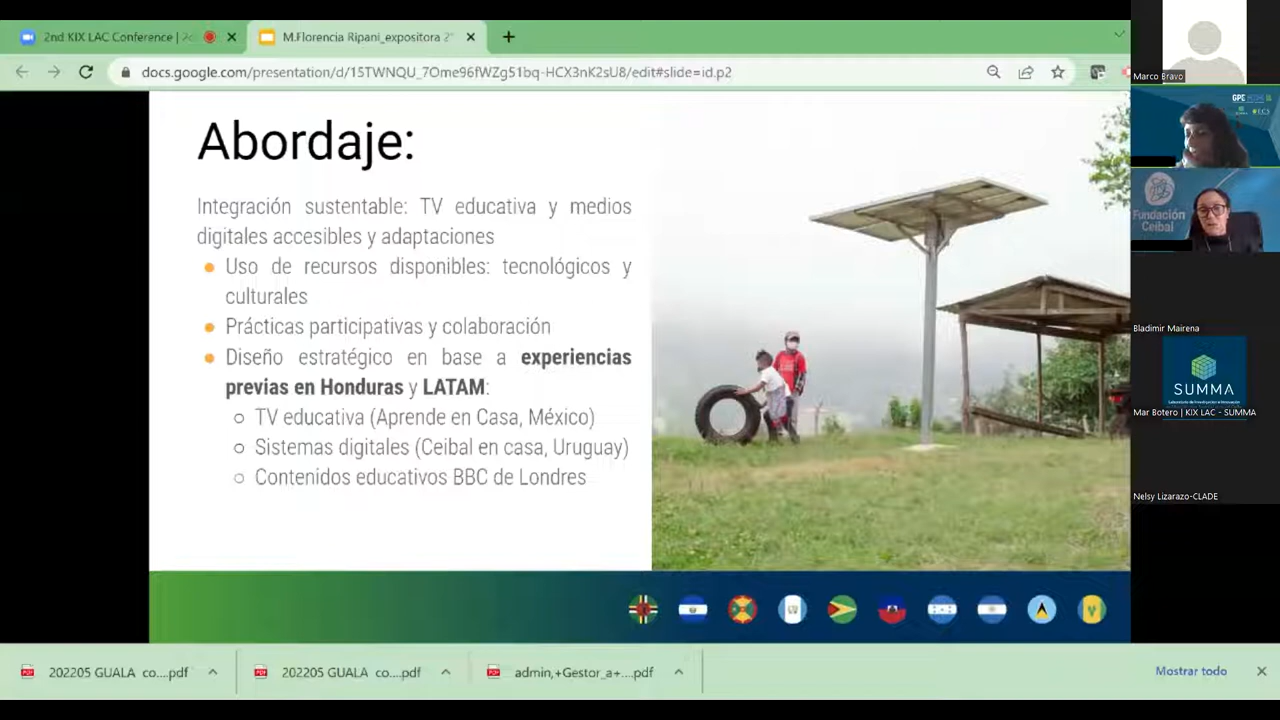 2nd KIX LAC Conference | 2
M.Florencia Ripani_expositora 2°
docs.google.com/presentation/d/15TWNQU_7Ome96fWZg51bq-HCX3nK2sU8/edit#slide=id.p2
Abordaje:
Integración sustentable: TV educativa y medios
digitales accesibles y adaptaciones
Uso de recursos disponibles: tecnológicos y
culturales
Prácticas participativas y colaboración
Diseño estratégico en base a experiencias
previas en Honduras y LATAM:
TV educativa (Aprende en Casa, México)
Sistemas digitales (Ceibal en casa, Uruguay)
Contenidos educativos BBC de Londres
Marco Bravo
GPE
Fundación
Ceibal
Bladimir Mairena
SUMMA
Mar Botero | KIX LAC - SUMMA
Nelsy Lizarazo-CLADE
202205 GUALA co....pdf
202205 GUALA co....pdf
admin,+Gestor_a+....pdf
Mostrar todo